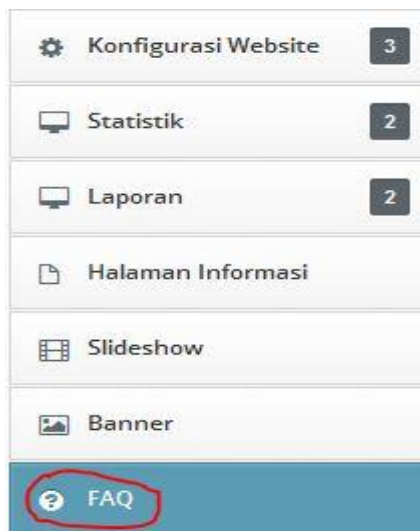 Konfigurasi Website 3
Statistik 2
Laporan 2
Halaman Informasi
Slideshow
Banner
FAQ